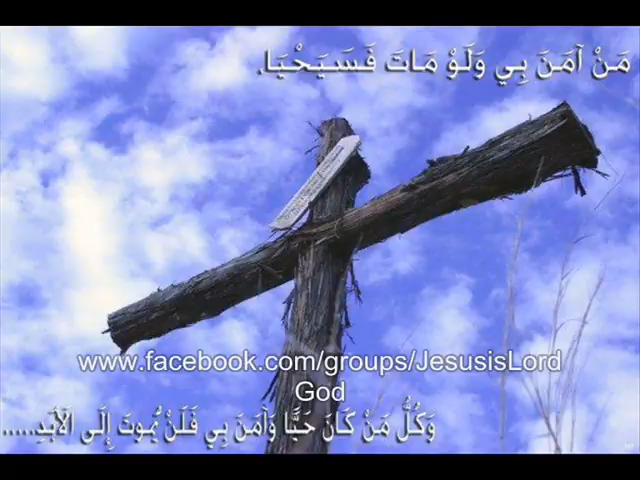 مَنْ آمَنَ بِي وَلَوْ مَاتَ فَسَيَحْيَا.
www.facebook.com/groups/JesusisLord
God
وَكُلُّ مَنْ كَانَ حَيًّا وَآمَنَ بِي فَلَنْ يَمُوتَ إِلَى الأَبَدِ.....